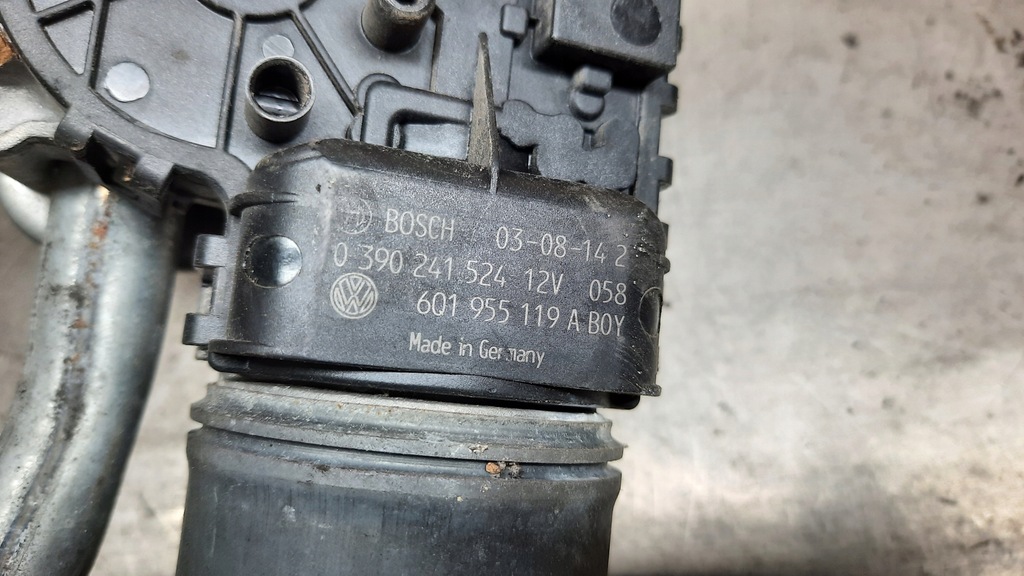 BOSCH 03-08-14 2
0 390 241 524 12V 058
6Q1 955 119 A BOY
Made in Germany